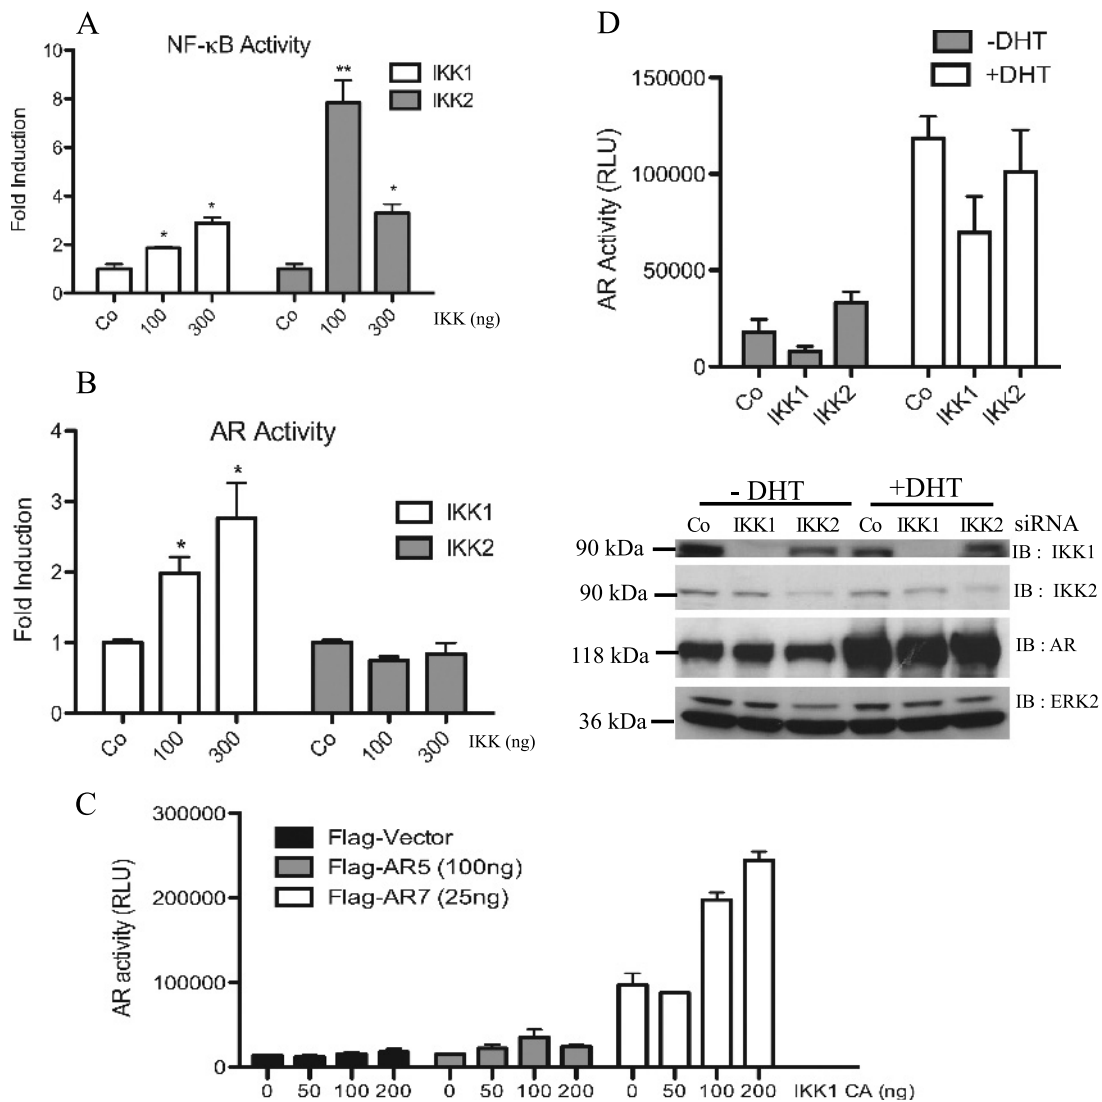 A
NF-κB Activity
Fold Induction
10
8
6
4
2
0
**
*
*
*
IKK1
IKK2
Co
100
300
Co
100
300
IKK (ng)
B
AR Activity
Fold Induction
4
3
2
1
0
*
*
IKK1
IKK2
Co
100
300
Co
100
300
IKK (ng)
C
AR activity (RLU)
300000
200000
100000
0
Flag-Vector
Flag-AR5 (100ng)
Flag-AR7 (25ng)
0 50 100 200 0 50 100 200 0 50 100 200 IKK1 CA (ng)
D
-DHT
+DHT
AR Activity (RLU)
150000
100000
50000
0
Co
IKK1
IKK2
Co
IKK1
IKK2
- DHT +DHT
Co IKK1 IKK2 Co IKK1 IKK2 siRNA
90 kDa IB : IKK1
90 kDa IB : IKK2
118 kDa IB : AR
IB : ERK2
36 kDa